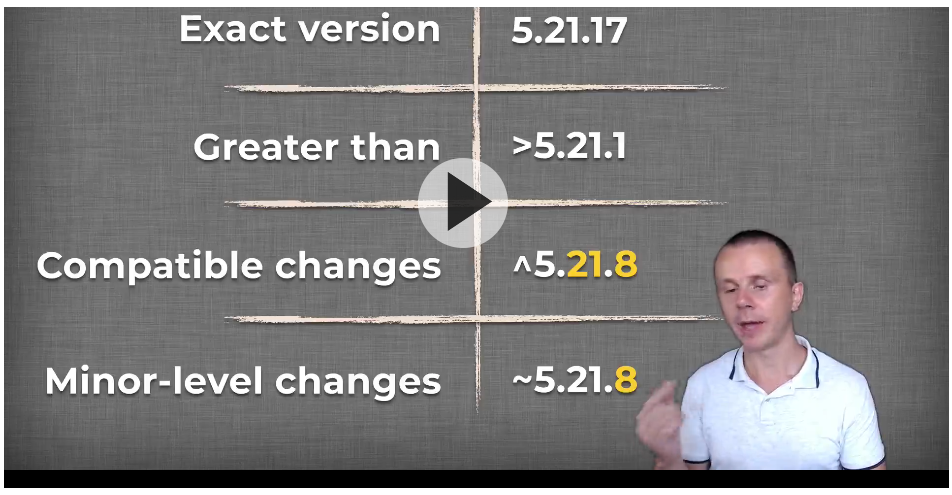 Exact version 5.21.17
Greater than >5.21.1
Compatible changes ^5.21.8
Minor-level changes ~5.21.8